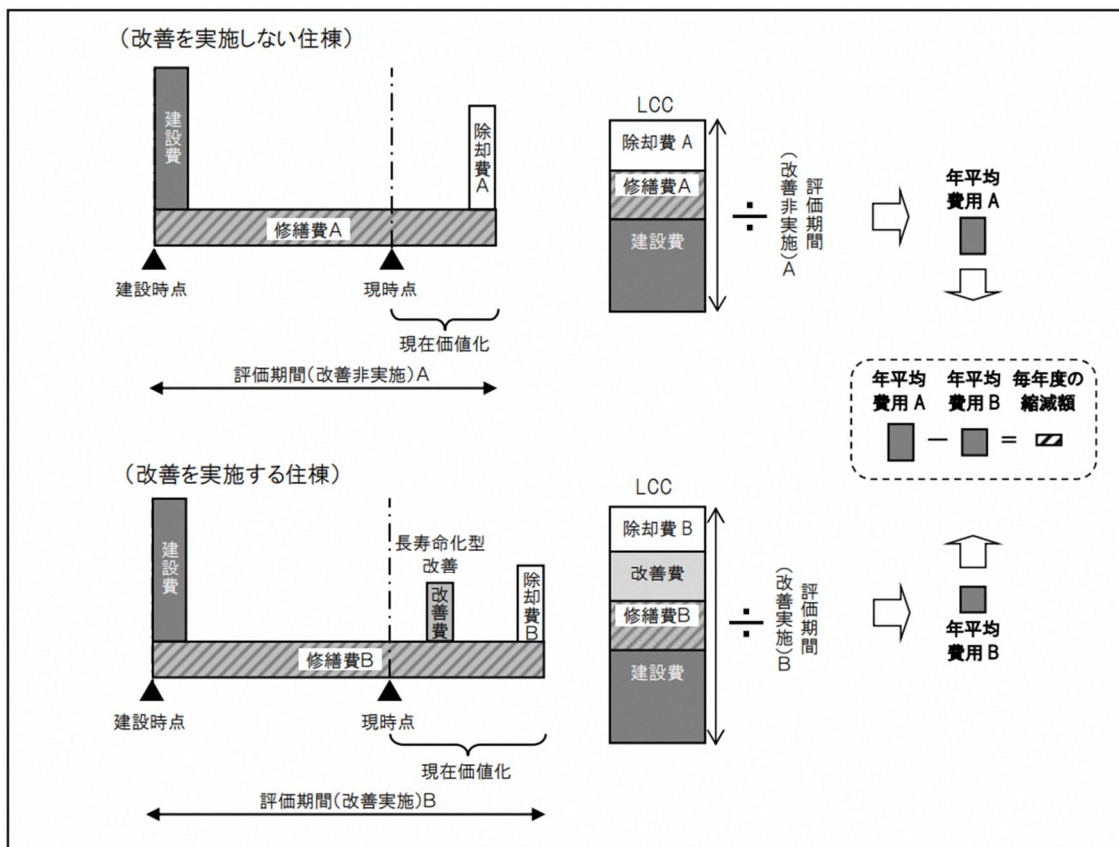 (改善を実施しない住棟)
建設費
除却費A
修繕費A
建設時点
現時点
現在価値化
評価期間(改善非実施)A
LCC
除却費 A
修繕費A
建設費
÷
評価期間
(改善非実施)A
年平均
費用 A
年平均
費用 A
年平均
費用 B
毎年度の
縮減額
− =
(改善を実施する住棟)
建設費
長寿命化型
改善
改善費
除却費B
修繕費B
建設時点
現時点
現在価値化
評価期間(改善実施)B
LCC
除却費 B
改善費
修繕費B
建設費
÷
評価期間
(改善実施)B
年平均
費用 B